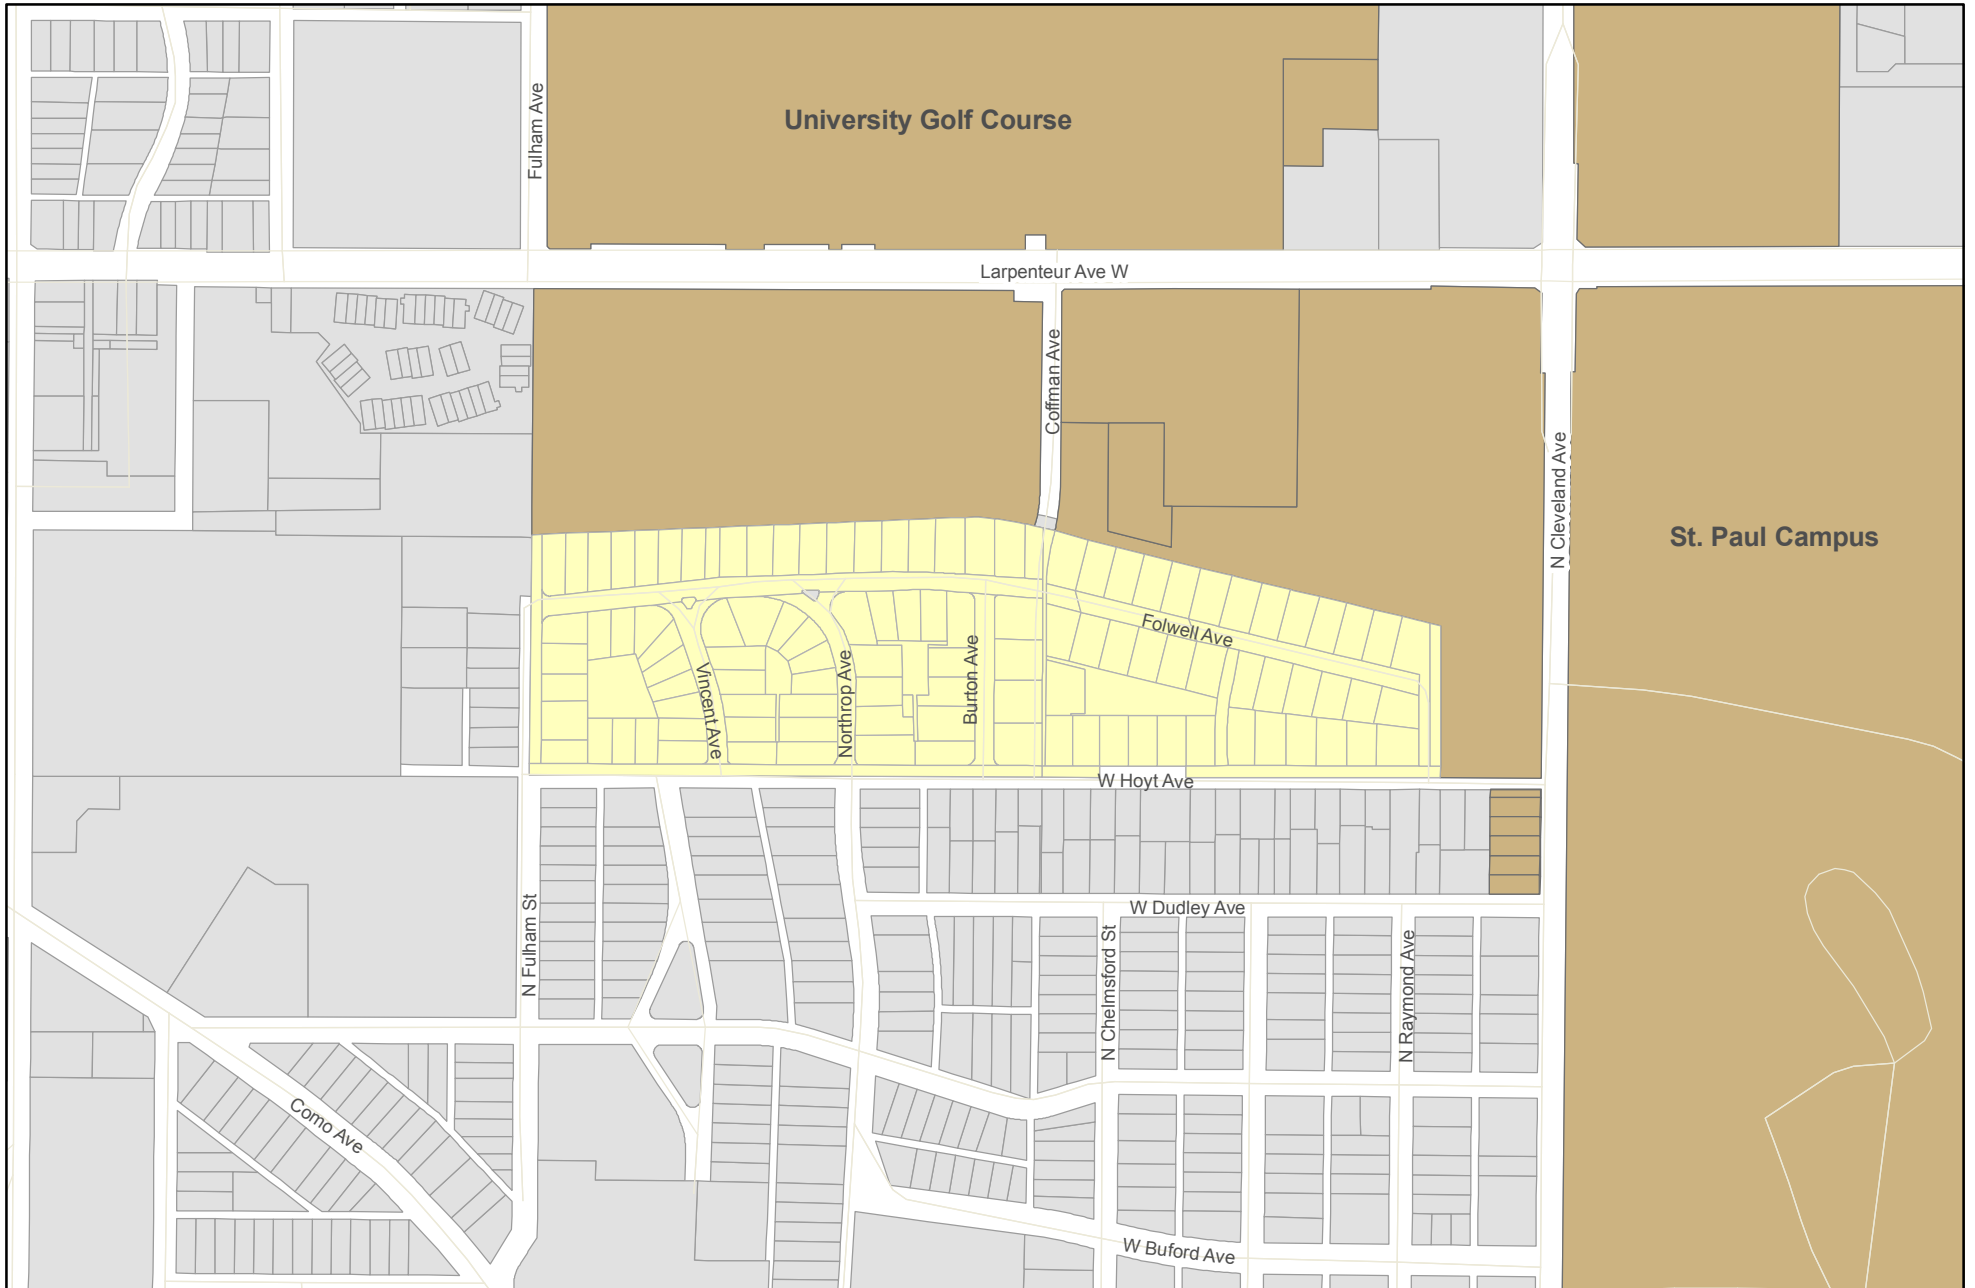 Fulham Ave
University Golf Course
Larpenteur Ave W
Coffman Ave
N Cleveland Ave
St. Paul Campus
Folwell Ave
Vincent Ave
Northrop Ave
Burton Ave
W Hoyt Ave
N Fulham St
W Dudley Ave
N Chelmsford St
N Raymond Ave
Como Ave
W Buford Ave